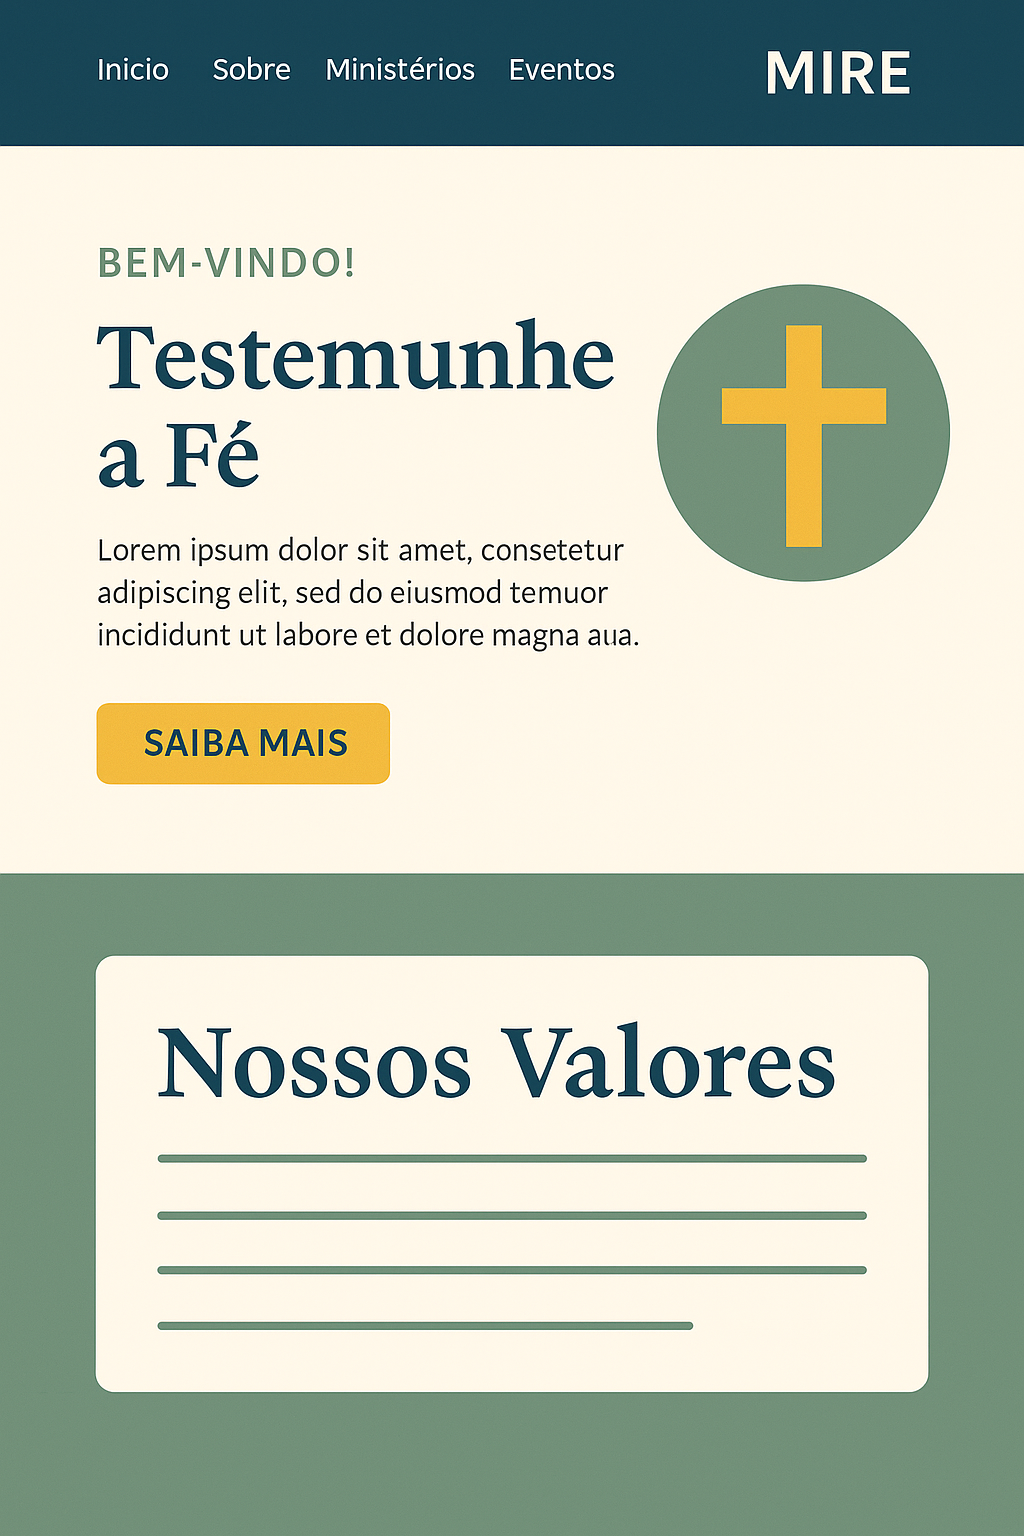 Inicio Sobre Ministérios Eventos MIRE
BEM-VINDO!
Testemunhe
a Fé
Lorem ipsum dolor sit amet, consetetur
adipiscing elit, sed do eiusmod temuor
incididunt ut labore et dolore magna aua.
SAIBA MAIS
Nossos Valores